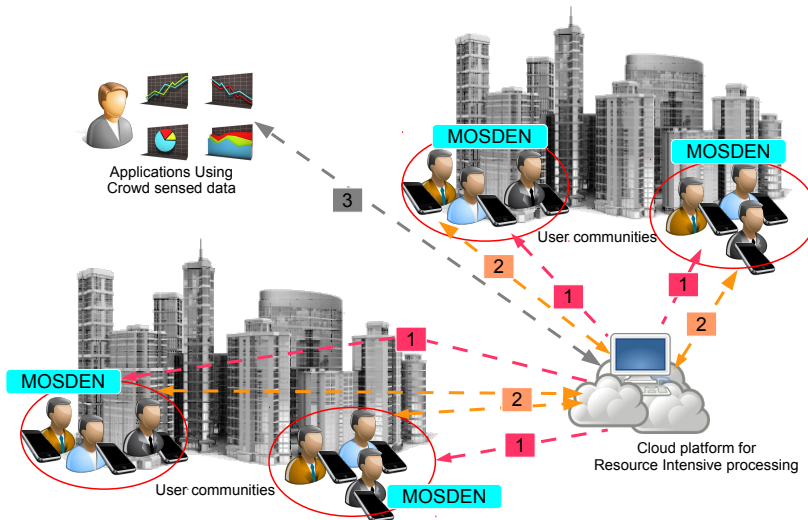 MOSDEN
MOSDEN
Applications Using
Crowd sensed data
3
User communities
2
1
1
2
1
MOSDEN
2
1
Cloud platform for
Resource Intensive processing
User communities
MOSDEN